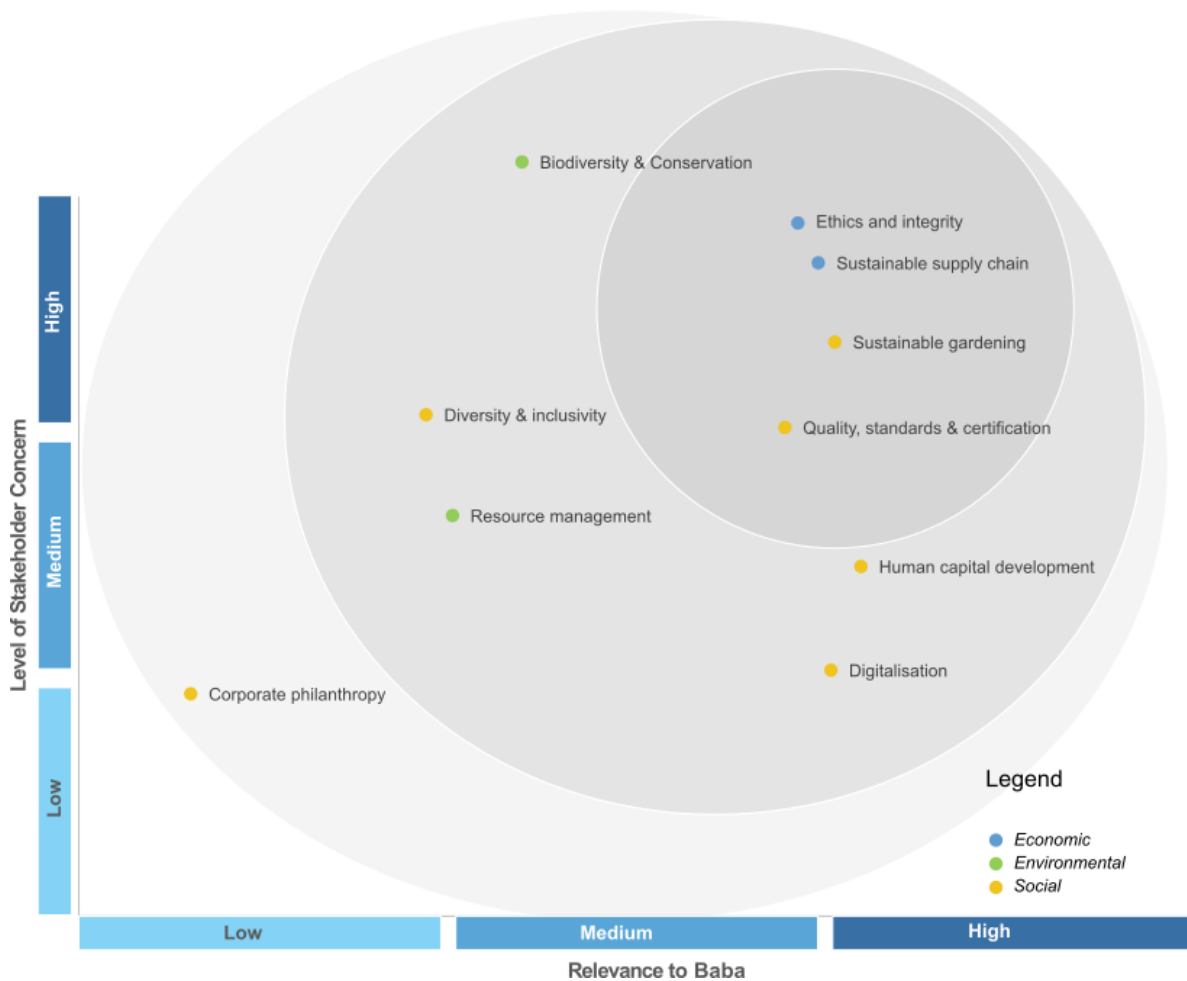 Biodiversity & Conservation
Ethics and integrity
Sustainable supply chain
Sustainable gardening
Diversity & inclusivity
Quality, standards & certification
Resource management
Human capital development
Digitalisation
Corporate philanthropy
Level of Stakeholder Concern
High
Medium
Low
Legend
Economic
Environmental
Social
Low
Medium
High
Relevance to Baba